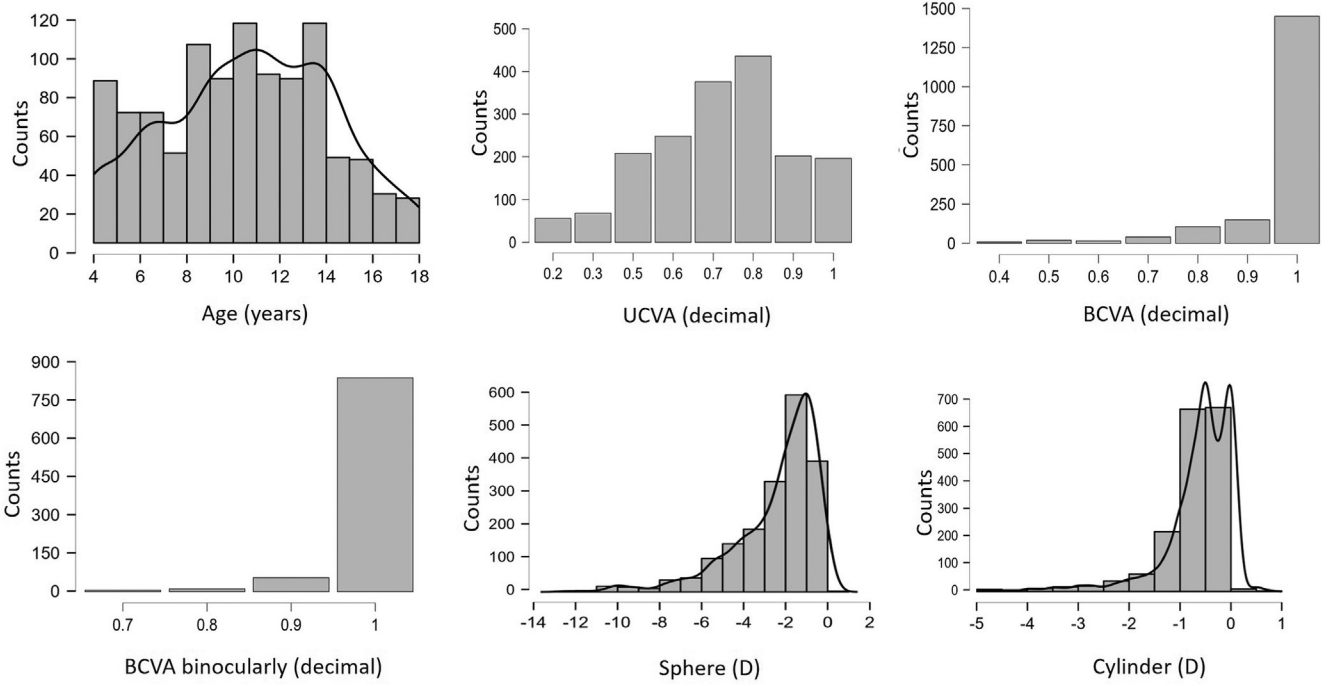 120
100
80
60
40
20
0
Counts
4 6 8 10 12 14 16 18
Age (years)
500
400
300
200
100
0
Counts
0.2 0.3 0.5 0.6 0.7 0.8 0.9 1
UCVA (decimal)
1500
1250
1000
750
500
250
0
Counts
0.4 0.5 0.6 0.7 0.8 0.9 1
BCVA (decimal)
900
750
600
450
300
150
0
Counts
0.7 0.8 0.9 1
BCVA binocularly (decimal)
600
500
400
300
200
100
0
Counts
-14 -12 -10 -8 -6 -4 -2 0 2
Sphere (D)
700
600
500
400
300
200
100
0
Counts
-5 -4 -3 -2 -1 0 1
Cylinder (D)